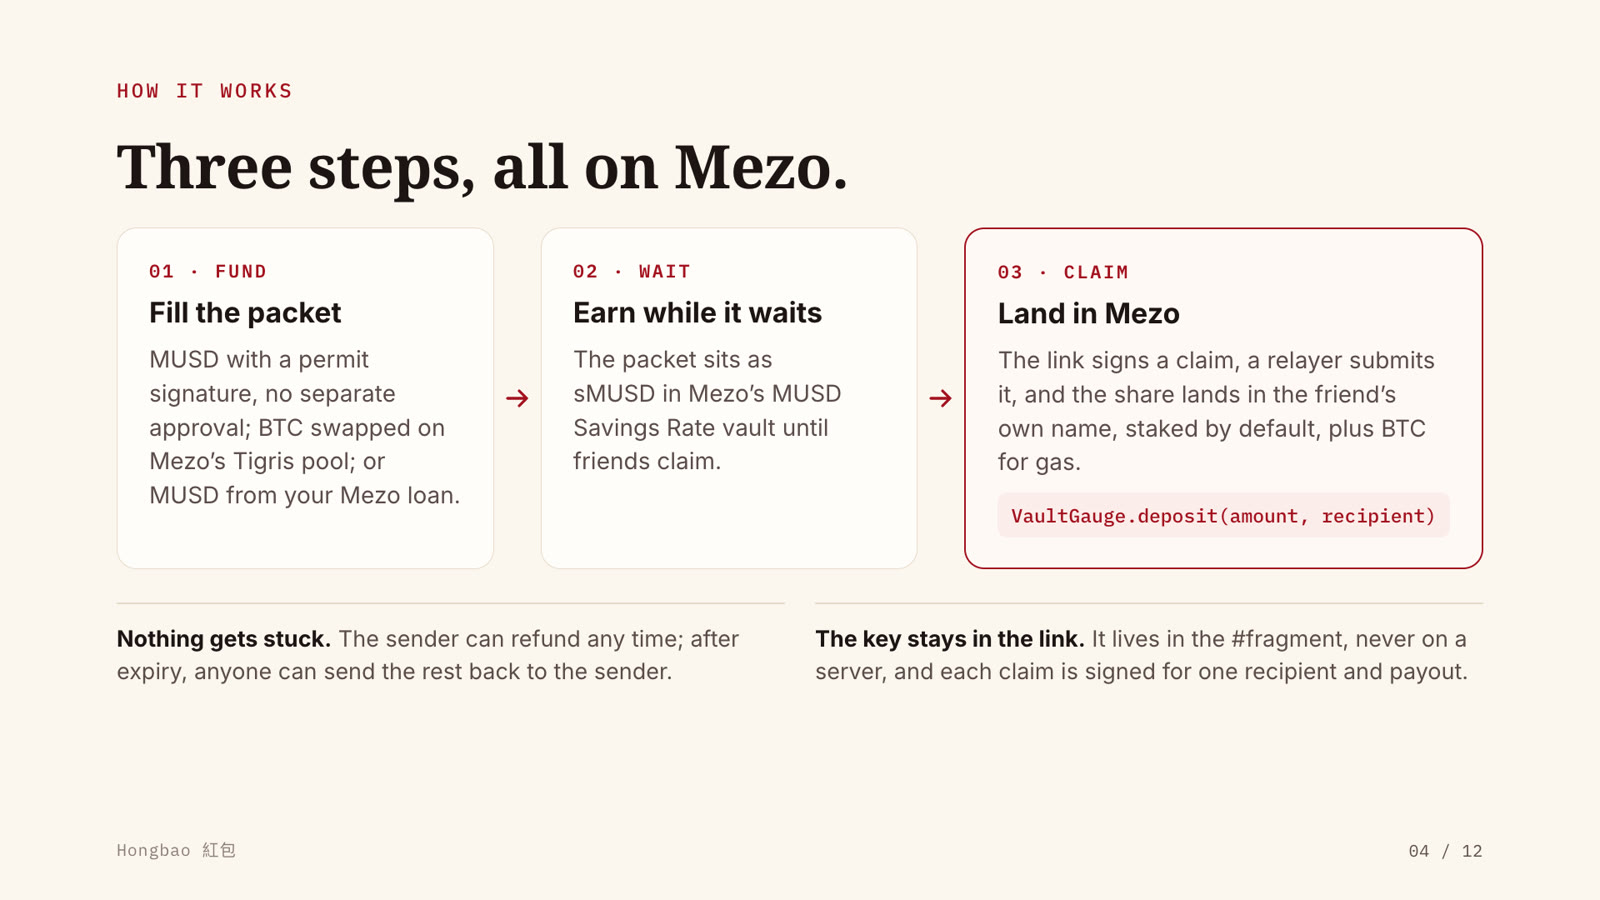 HOW IT WORKS
Three steps, all on Mezo.
01 · FUND
Fill the packet
MUSD with a permit
signature, no separate
approval; BTC swapped on
Mezo’s Tigris pool; or
MUSD from your Mezo loan.
→
02 · WAIT
Earn while it waits
The packet sits as
sMUSD in Mezo’s MUSD
Savings Rate vault until
friends claim.
→
03 · CLAIM
Land in Mezo
The link signs a claim, a relayer submits
it, and the share lands in the friend’s
own name, staked by default, plus BTC
for gas.
VaultGauge.deposit(amount, recipient)
Nothing gets stuck. The sender can refund any time; after
expiry, anyone can send the rest back to the sender.
The key stays in the link. It lives in the #fragment, never on a
server, and each claim is signed for one recipient and payout.
Hongbao 紅包
04 / 12